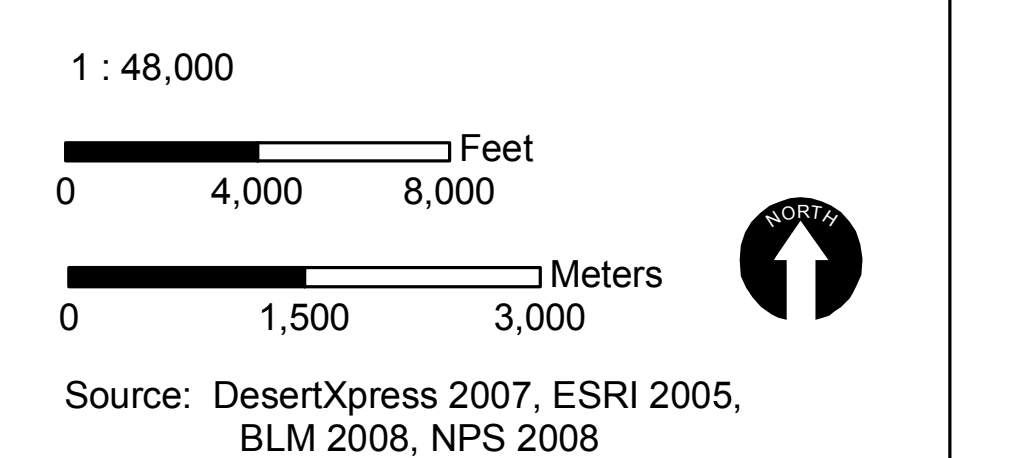 1 : 48,000
Feet
0 4,000 8,000
NORTH
Meters
0 1,500 3,000
Source: DesertXpress 2007, ESRI 2005,
BLM 2008, NPS 2008